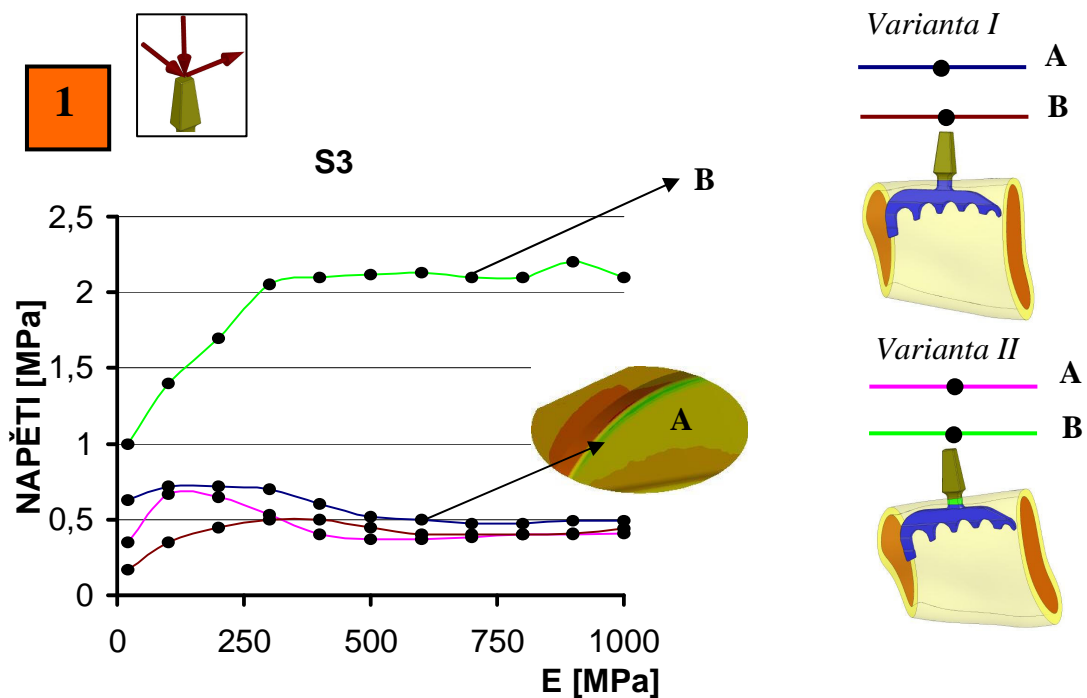 1
S3
B
2,5
2
1,5
1
0,5
0
NAPĚTI [MPa]
A
0
250
500
750
1000
E [MPa]
Varianta I
A
B
Varianta II
A
B